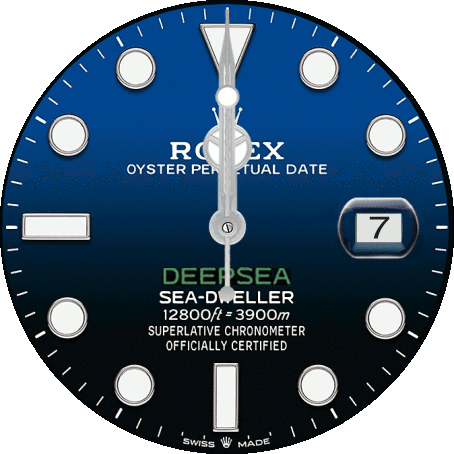 ROLEX
OYSTER PERPETUAL DATE
7
DEEPSEA
SEA-DWELLER
12800ft = 3900m
SUPERLATIVE CHRONOMETER
OFFICIALLY CERTIFIED
SWISS MADE